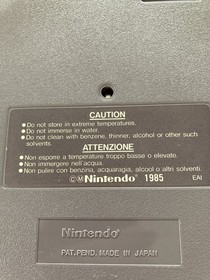 CAUTION
●Do not store in extreme temperatures.
●Do not immerse in water.
●Do not clean with benzene, thinner, alcohol or other such
solvents.
ATTENZIONE
●Non esporre a temperature troppo basse o elevate.
●Non immergere nell'acqua.
●Non pulire con benzina, acquaragia, alcool o altri solventi.
©Ⓜ Nintendo 1985 EAI
Nintendo
PAT. PEND. MADE IN JAPAN